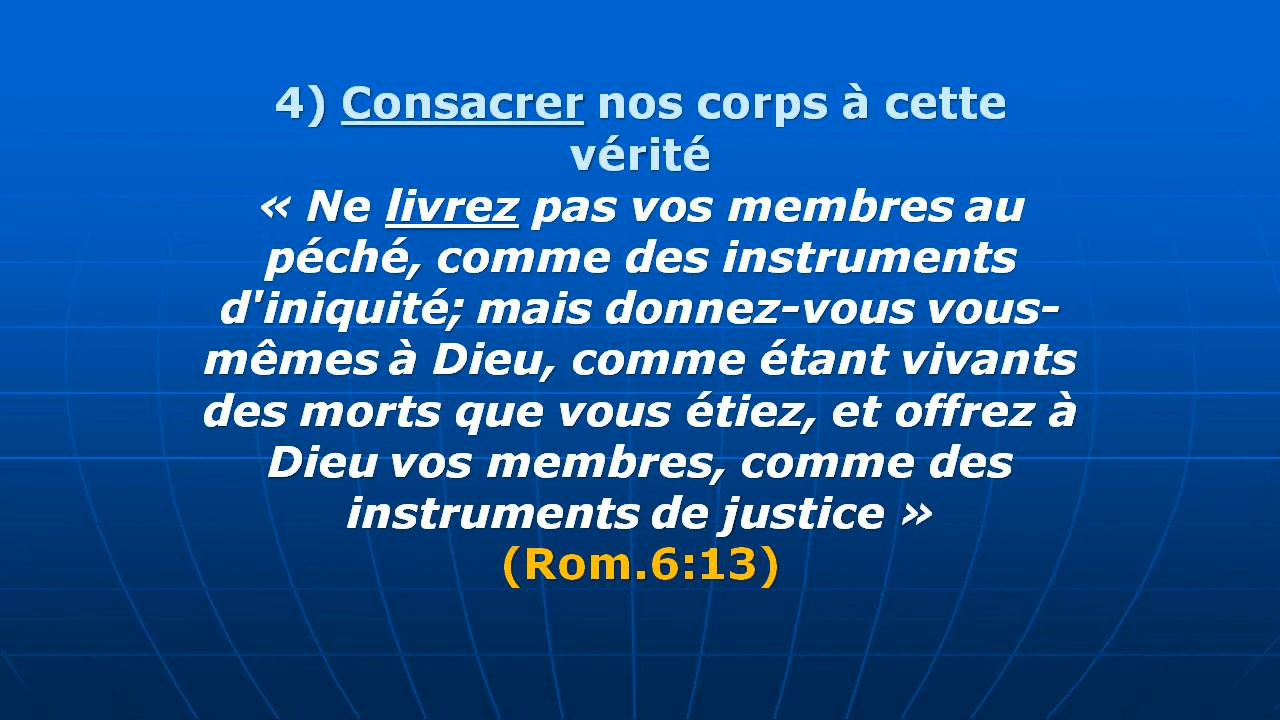 4) Consacrer nos corps à cette
vérité
« Ne livrez pas vos membres au
péché, comme des instruments
d'iniquité; mais donnez-vous vous-
mêmes à Dieu, comme étant vivants
des morts que vous étiez, et offrez à
Dieu vos membres, comme des
instruments de justice »
(Rom.6:13)